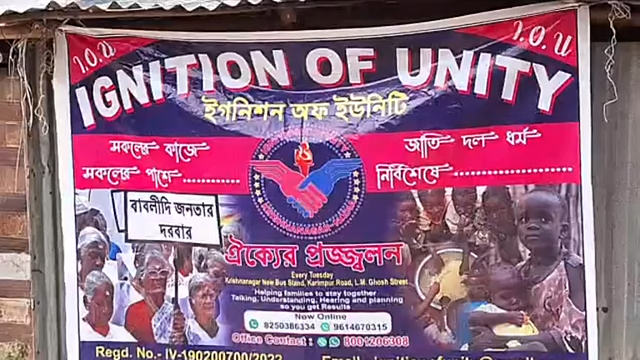 I.O.U
I.O.U
IGNITION OF UNITY
ইগনিশন অফ ইউনিটি
সকলের কাজে
সকলের পাশে..........
জাতি দল ধর্ম
নির্বিশেষে....................
বাবলীদি জনতার
দরবার
ঐক্যের প্রজ্জ্বলন
Every Tuesday
Krishnanagar New Bus Stand, Karimpur Road, L.M. Ghosh Street
Helping families to stay together
Talking, Understanding, Hearing and planning
so you get Results
Now Online
8250386334 9614670315
Office Contact : 8001206308
Regd. No.- IV-190200700/2022